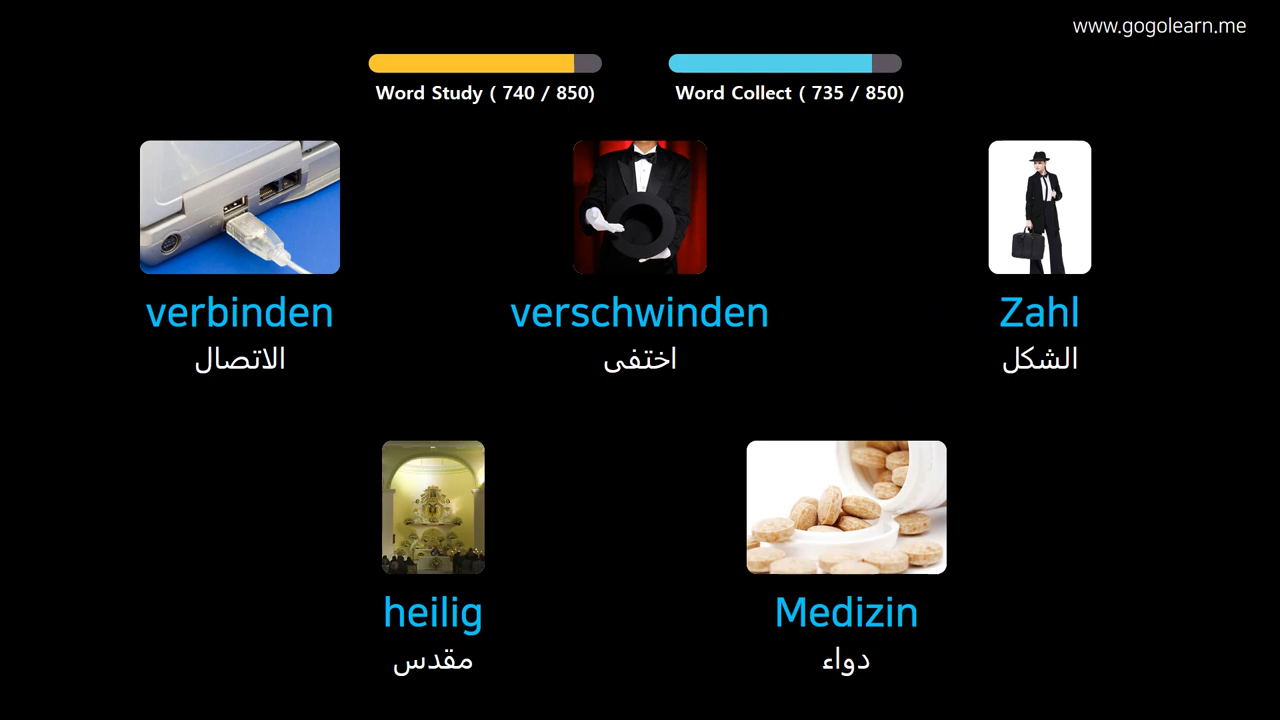 www.gogolearn.me
Word Study ( 740 / 850)
Word Collect ( 735 / 850)
verbinden
الاتصال
verschwinden
اختفى
Zahl
الشكل
heilig
مقدس
Medizin
دواء